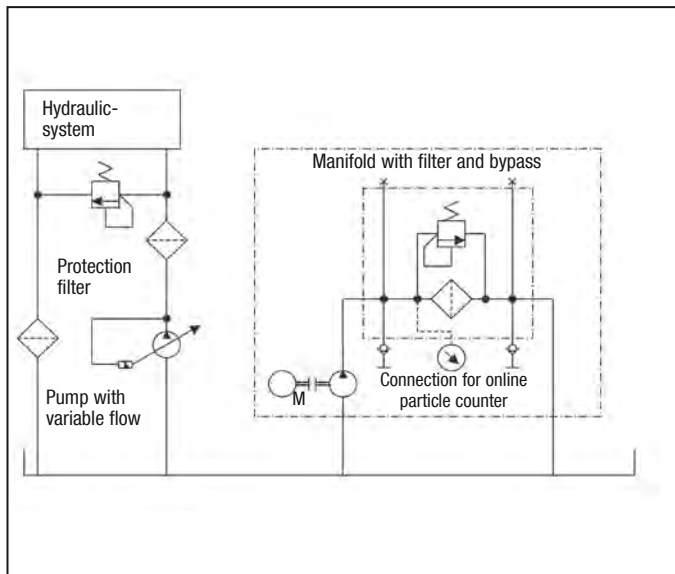 Hydraulic-
system
Manifold with filter and bypass
Protection
filter
Pump with
variable flow
M
Connection for online
particle counter